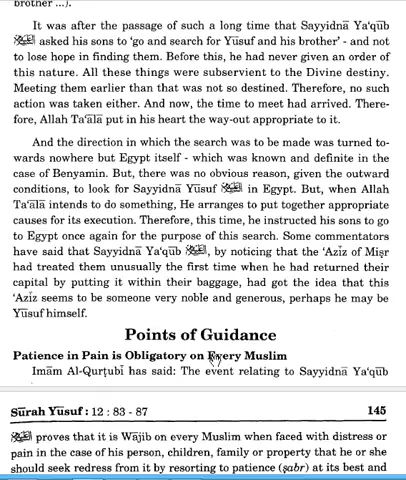 brother ...).
It was after the passage of such a long time that Sayyidnā Ya‘qūb
asked his sons to ‘go and search for Yūsuf and his brother’ - and not
to lose hope in finding them. Before this, he had never given an order of
this nature. All these things were subservient to the Divine destiny.
Meeting them earlier than that was not so destined. Therefore, no such
action was taken either. And now, the time to meet had arrived. There-
fore, Allah Ta‘ālā put in his heart the way-out appropriate to it.
And the direction in which the search was to be made was turned to-
wards nowhere but Egypt itself - which was known and definite in the
case of Benyamin. But, there was no obvious reason, given the outward
conditions, to look for Sayyidnā Yūsuf in Egypt. But, when Allah
Ta‘ālā intends to do something, He arranges to put together appropriate
causes for its execution. Therefore, this time, he instructed his sons to go
to Egypt once again for the purpose of this search. Some commentators
have said that Sayyidnā Ya‘qūb , by noticing that the ‘Azīz of Miṣr
had treated them unusually the first time when he had returned their
capital by putting it within their baggage, had got the idea that this
‘Azīz seems to be someone very noble and generous, perhaps he may be
Yūsuf himself.
Points of Guidance
Patience in Pain is Obligatory on Every Muslim
Imām Al-Qurṭubī has said: The event relating to Sayyidnā Ya‘qūb
Sūrah Yūsuf : 12 : 83 - 87 145
proves that it is Wājib on every Muslim when faced with distress or
pain in the case of his person, children, family or property that he or she
should seek redress from it by resorting to patience (ṣabr) at its best and